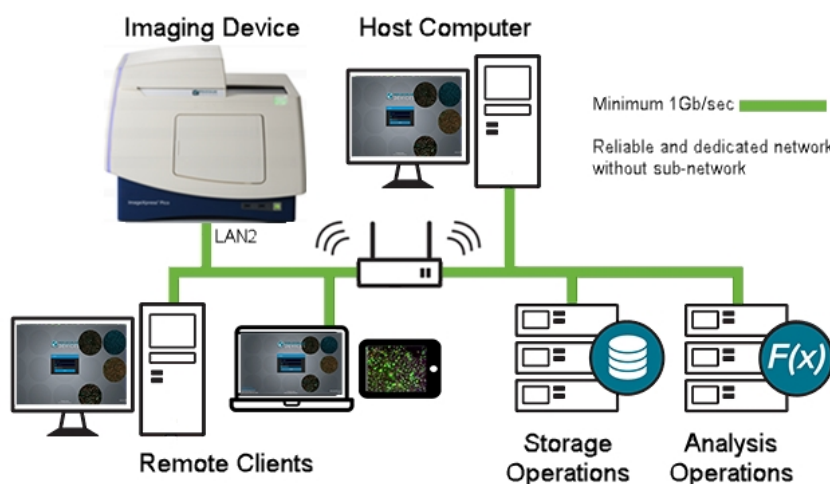 Imaging Device
Host Computer
Minimum 1Gb/sec
Reliable and dedicated network
without sub-network
LAN2
F(x)
Remote Clients
Storage
Operations
Analysis
Operations